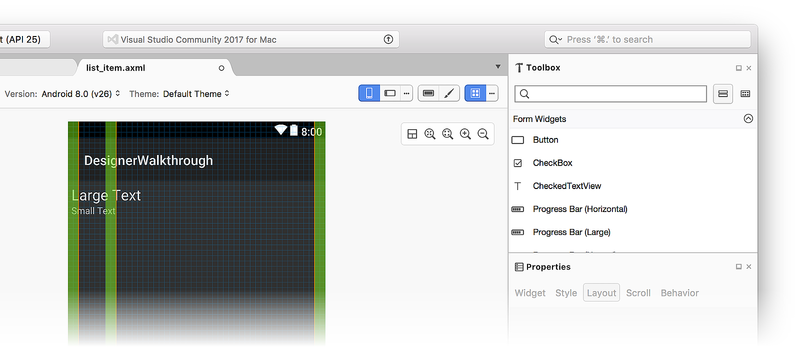 t (API 25)
Visual Studio Community 2017 for Mac
Press '⌘.' to search
list_item.axml
Toolbox
Version: Android 8.0 (v26)
Theme: Default Theme
Form Widgets
Button
CheckBox
CheckedTextView
Progress Bar (Horizontal)
Progress Bar (Large)
8:00
DesignerWalkthrough
Large Text
Small Text
Properties
Widget Style Layout Scroll Behavior